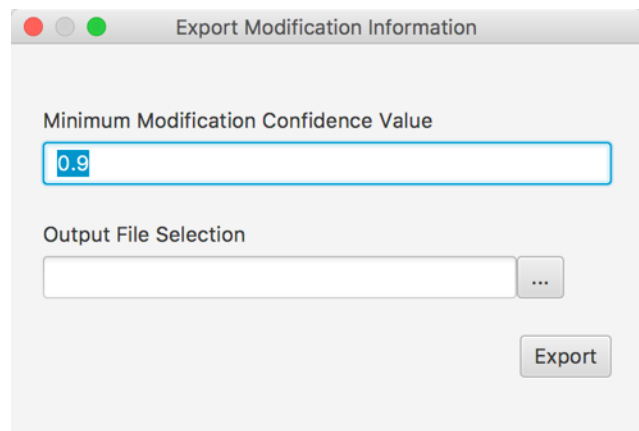 Export Modification Information
Minimum Modification Confidence Value
0.9
Output File Selection
...
Export